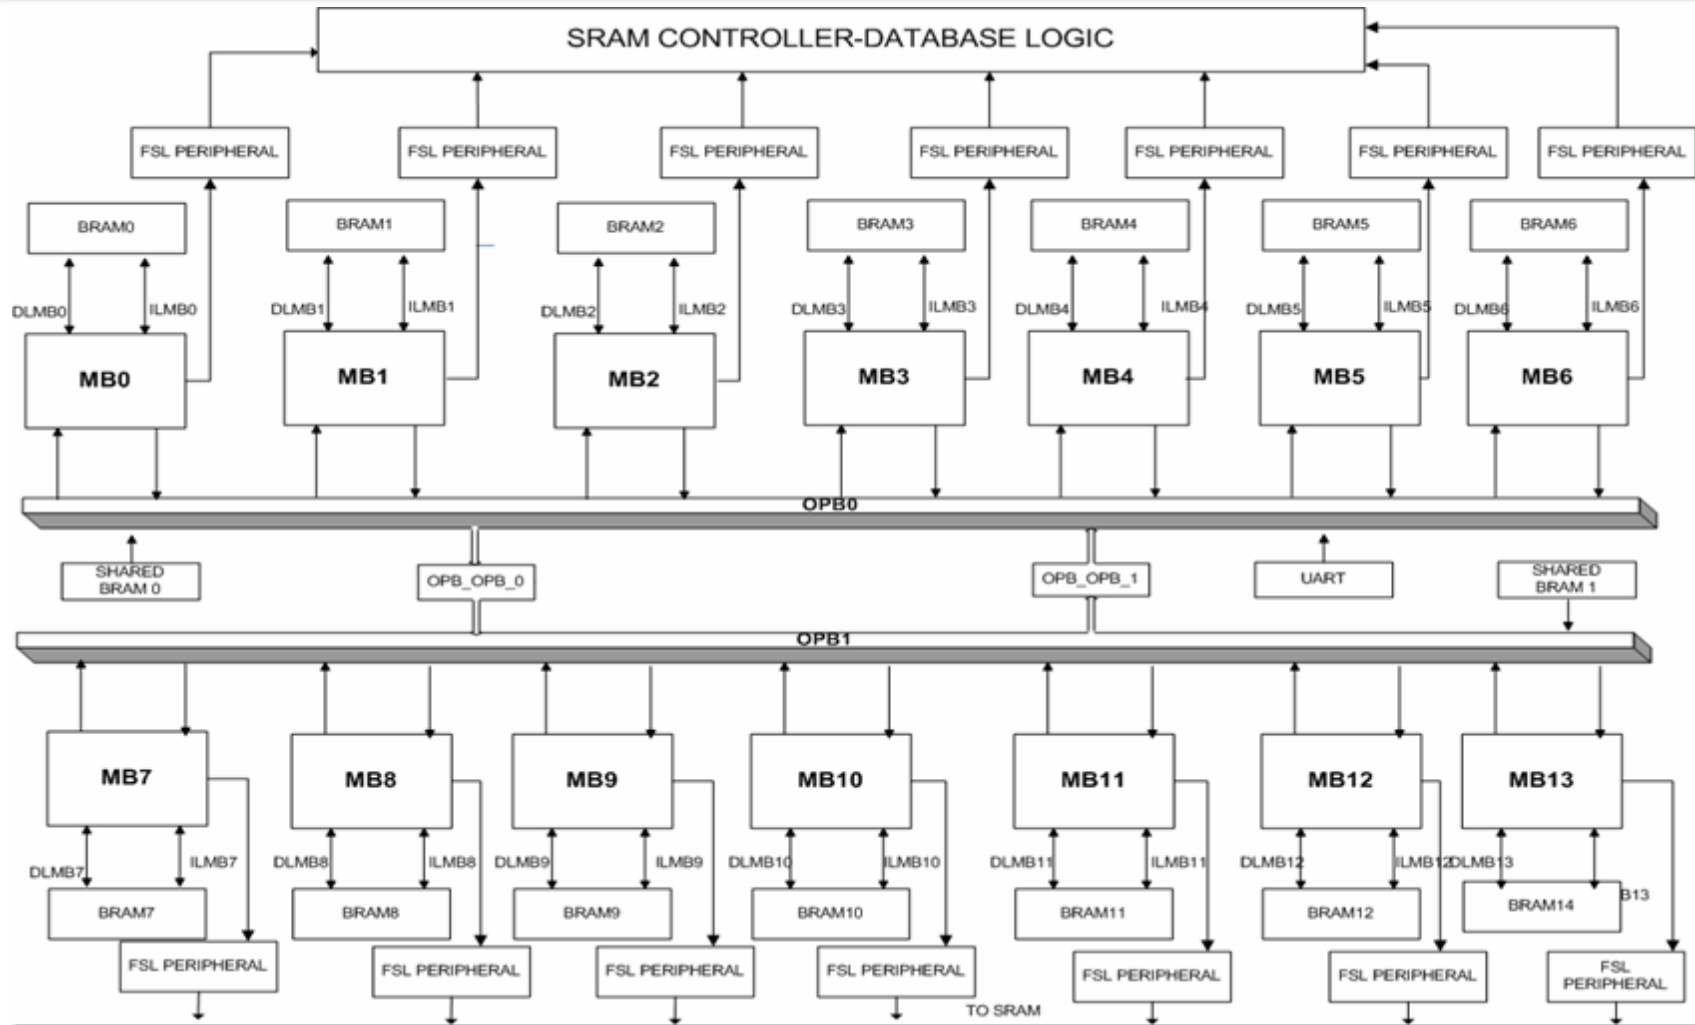 SRAM CONTROLLER-DATABASE LOGIC
FSL PERIPHERAL
FSL PERIPHERAL
FSL PERIPHERAL
FSL PERIPHERAL
FSL PERIPHERAL
FSL PERIPHERAL
FSL PERIPHERAL
BRAM0
BRAM1
BRAM2
BRAM3
BRAM4
BRAM5
BRAM6
DLMB0
ILMB0
DLMB1
ILMB1
DLMB2
ILMB2
DLMB3
ILMB3
DLMB4
ILMB4
DLMB5
ILMB5
DLMB6
ILMB6
MB0
MB1
MB2
MB3
MB4
MB5
MB6
OPB0
SHARED
BRAM 0
OPB_OPB_0
OPB_OPB_1
UART
SHARED
BRAM 1
OPB1
MB7
MB8
MB9
MB10
MB11
MB12
MB13
DLMB7
ILMB7
DLMB8
ILMB8
DLMB9
ILMB9
DLMB10
ILMB10
DLMB11
ILMB11
DLMB12
ILMB12
DLMB13
B13
BRAM7
BRAM8
BRAM9
BRAM10
BRAM11
BRAM12
BRAM14
FSL PERIPHERAL
FSL PERIPHERAL
FSL PERIPHERAL
FSL PERIPHERAL
FSL PERIPHERAL
FSL PERIPHERAL
FSL
PERIPHERAL
TO SRAM